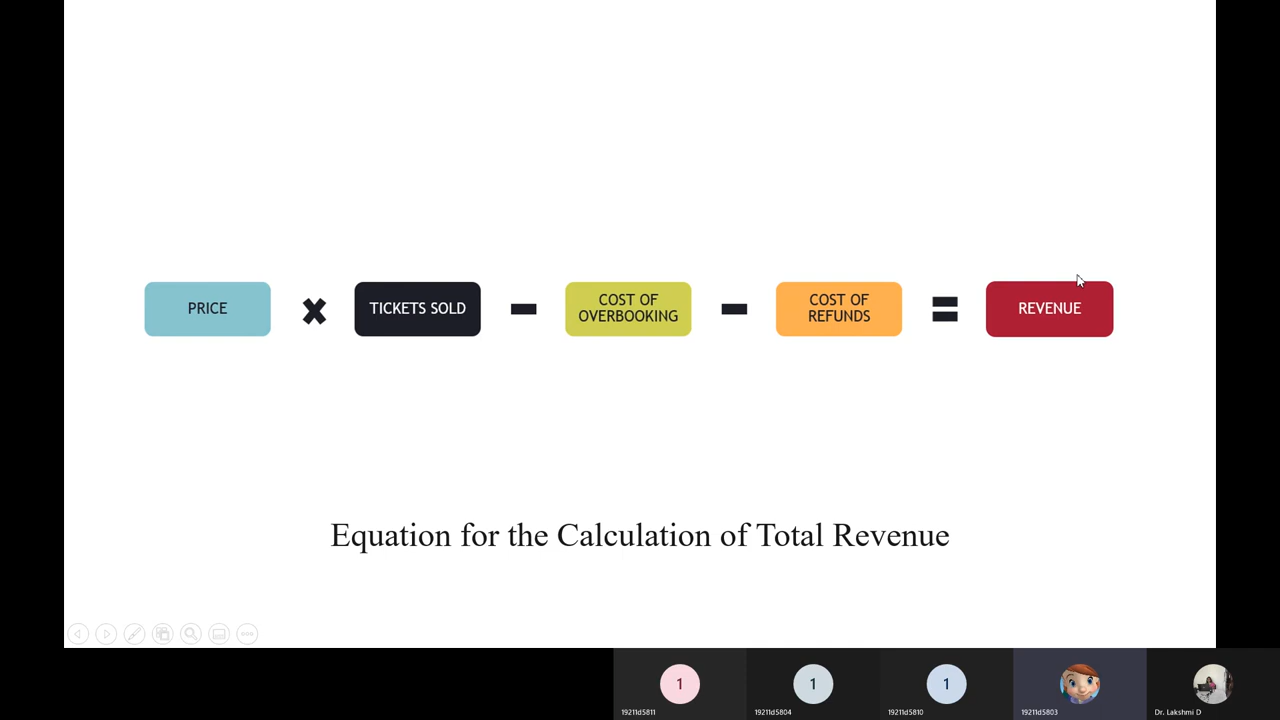 PRICE
TICKETS SOLD
COST OF
OVERBOOKING
COST OF
REFUNDS
REVENUE
Equation for the Calculation of Total Revenue
1
1
1
19211d5811
19211d5804
19211d5810
19211d5803
Dr. Lakshmi D